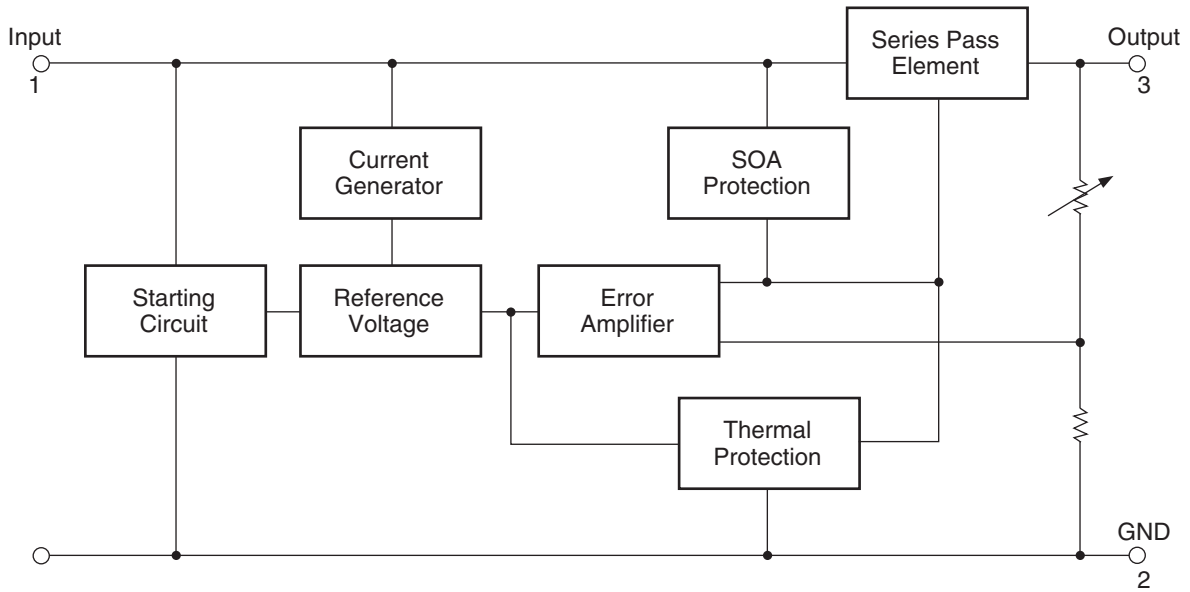 Input
1
Series Pass
Element
Output
3
Current
Generator
SOA
Protection
Starting
Circuit
Reference
Voltage
Error
Amplifier
Thermal
Protection
GND
2